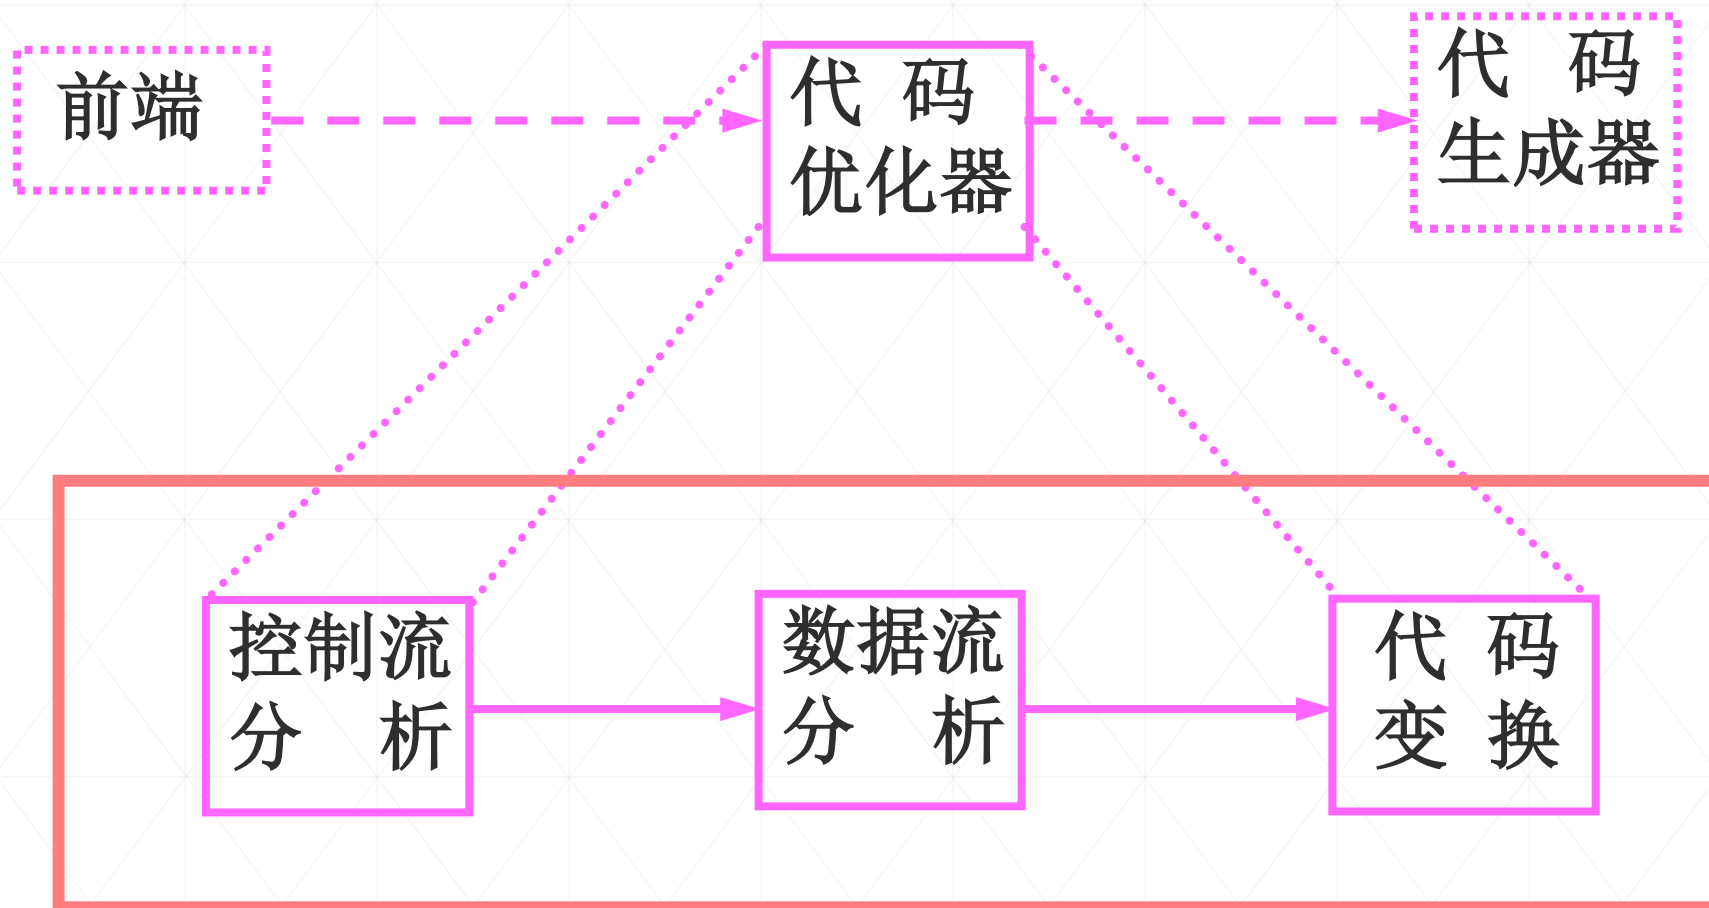 前端
代 码
优化器
代 码
生成器
控制流
分 析
数据流
分 析
代 码
变 换